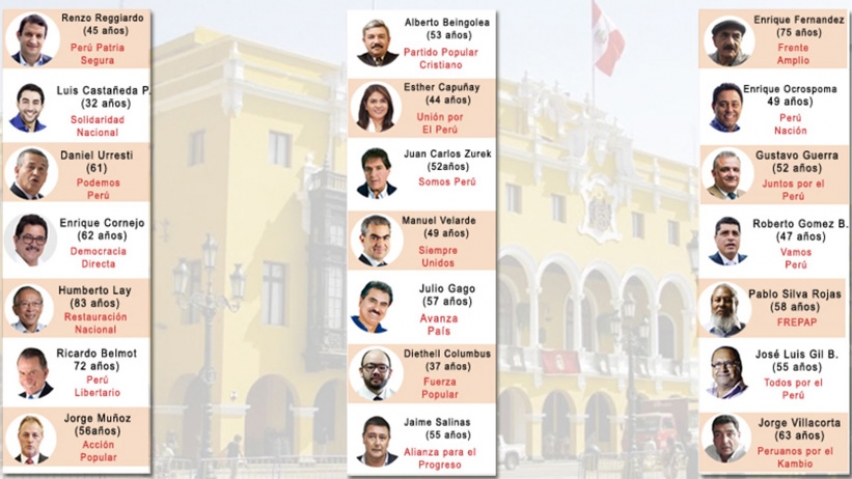 Renzo Reggiardo
(45 años)
Perú Patria
Segura
Luis Castañeda P.
(32 años)
Solidaridad
Nacional
Daniel Urresti
(61)
Podemos
Perú
Enrique Cornejo
(62 años)
Democracia
Directa
Humberto Lay
(83 años)
Restauración
Nacional
Ricardo Belmot
72 años)
Perú
Libertario
Jorge Muñoz
(56años)
Acción
Popular
Alberto Beingolea
(53 años)
Partido Popular
Cristiano
Esther Capuñay
(44 años)
Unión por
El Perú
Juan Carlos Zurek
(52años)
Somos Perú
Manuel Velarde
(49 años)
Siempre
Unidos
Julio Gago
(57 años)
Avanza
País
Diethell Columbus
(37 años)
Fuerza
Popular
Jaime Salinas
(55 años)
Alianza para el
Progreso
Enrique Fernandez
(75 años)
Frente
Amplio
Enrique Ocrospoma
49 años)
Perú
Nación
Gustavo Guerra
(52 años)
Juntos por el
Perú
Roberto Gomez B.
(47 años)
Vamos
Perú
Pablo Silva Rojas
(58 años)
FREPAP
José Luis Gil B.
(55 años)
Todos por el
Perú
Jorge Villacorta
(63 años)
Peruanos por el
Kambio